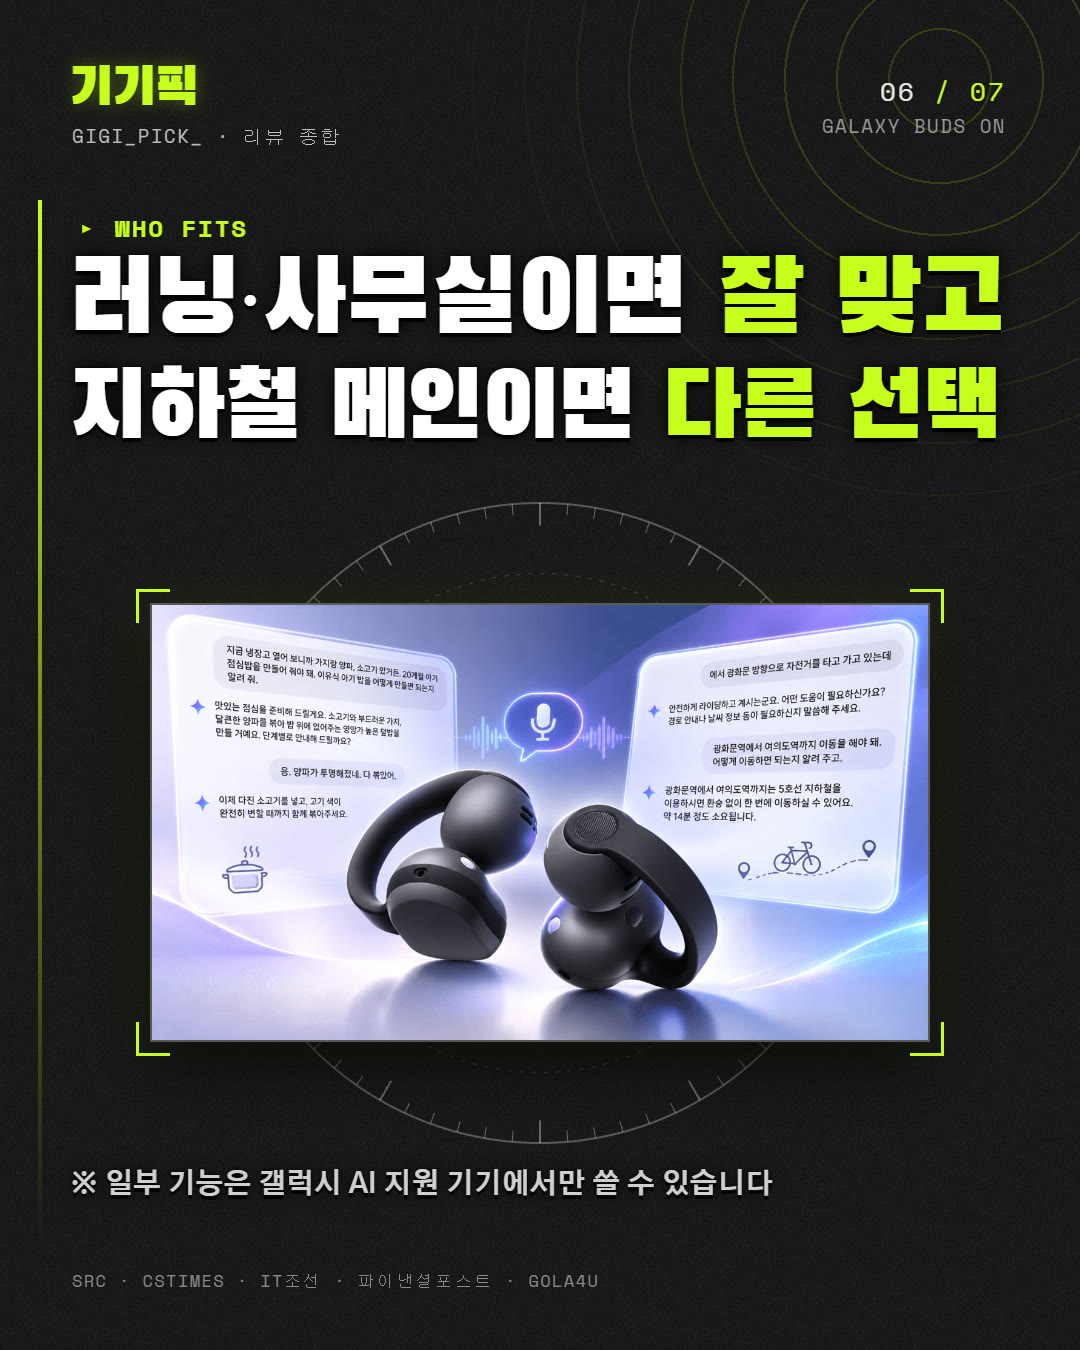 기기픽
GIGI_PICK_ · 리뷰 종합
06 / 07
GALAXY BUDS ON
▸ WHO FITS
러닝·사무실이면 잘 맞고
지하철 메인이면 다른 선택
지금 냉장고 열어 보니까 가지랑 양파, 소고기 있거든. 20개월 아기
점심밥을 만들어 줘야 돼. 이유식 아기 밥을 어떻게 만들면 되는지
알려 줘.
맛있는 점심을 준비해 드릴게요. 소고기와 부드러운 가지,
달큰한 양파를 볶아 밥 위에 얹어주는 영양가 높은 덮밥을
만들 거예요. 단계별로 안내해 드릴까요?
응. 양파가 투명해졌네. 다 볶았어.
이제 다진 소고기를 넣고, 고기 색이
완전히 변할 때까지 함께 볶아주세요.
에서 광화문 방향으로 자전거를 타고 가고 있는데
안전하게 라이딩하고 계시는군요. 어떤 도움이 필요하신가요?
경로 안내나 날씨 정보 등이 필요하신지 말씀해 주세요.
광화문역에서 여의도역까지 이동을 해야 돼.
어떻게 이동하면 되는지 알려 주고.
광화문역에서 여의도역까지는 5호선 지하철을
이용하시면 환승 없이 한 번에 이동하실 수 있어요.
약 14분 정도 소요됩니다.
※ 일부 기능은 갤럭시 AI 지원 기기에서만 쓸 수 있습니다
SRC · CSTIMES · IT조선 · 파이낸셜포스트 · GOLA4U